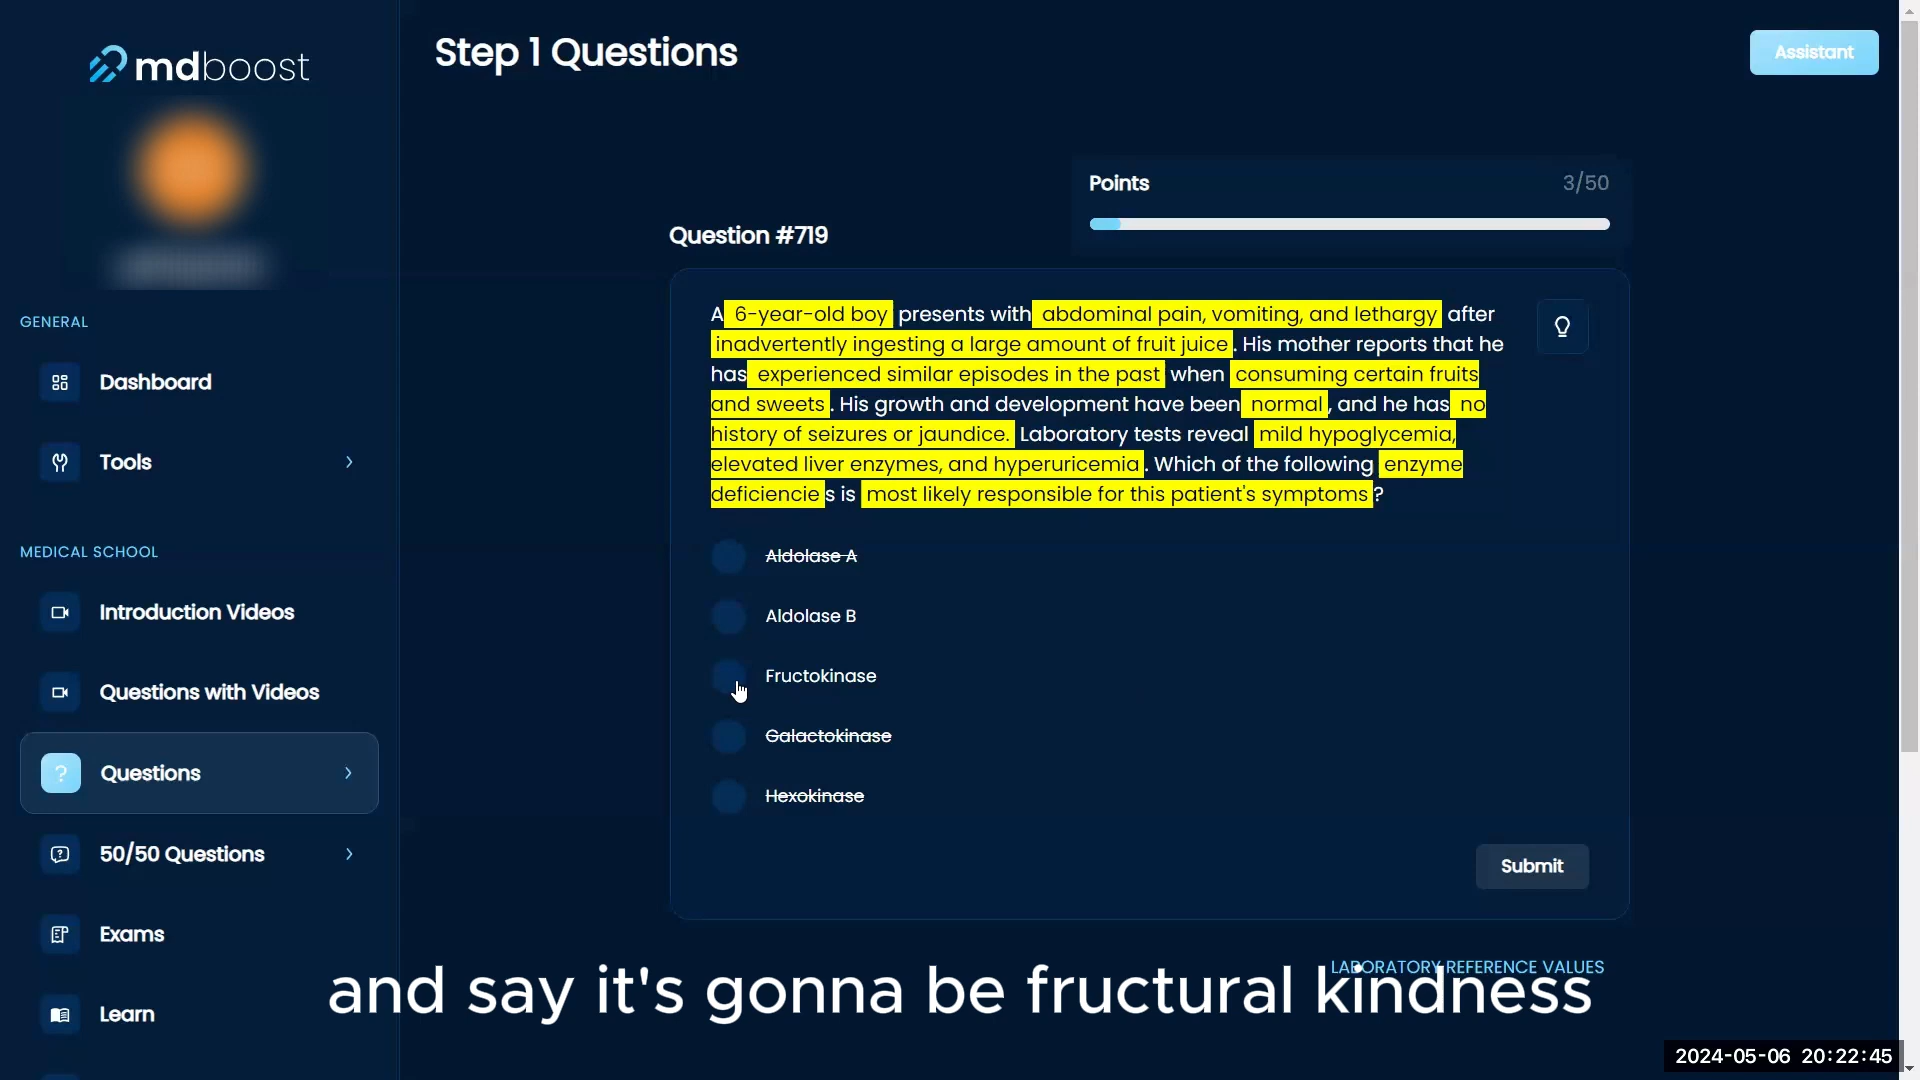 mdboost
Step 1 Questions
Assistant
Points 3/50
Question #719
GENERAL
Dashboard
Tools
MEDICAL SCHOOL
Introduction Videos
Questions with Videos
Questions
50/50 Questions
Exams
Learn
A 6-year-old boy presents with abdominal pain, vomiting, and lethargy after
inadvertently ingesting a large amount of fruit juice. His mother reports that he
has experienced similar episodes in the past when consuming certain fruits
and sweets. His growth and development have been normal, and he has no
history of seizures or jaundice. Laboratory tests reveal mild hypoglycemia,
elevated liver enzymes, and hyperuricemia. Which of the following enzyme
deficiencies is most likely responsible for this patient's symptoms?
Aldolase A
Aldolase B
Fructokinase
Galactokinase
Hexokinase
Submit
LABORATORY REFERENCE VALUES
and say it's gonna be fructural kindness
2024-05-06 20:22:45